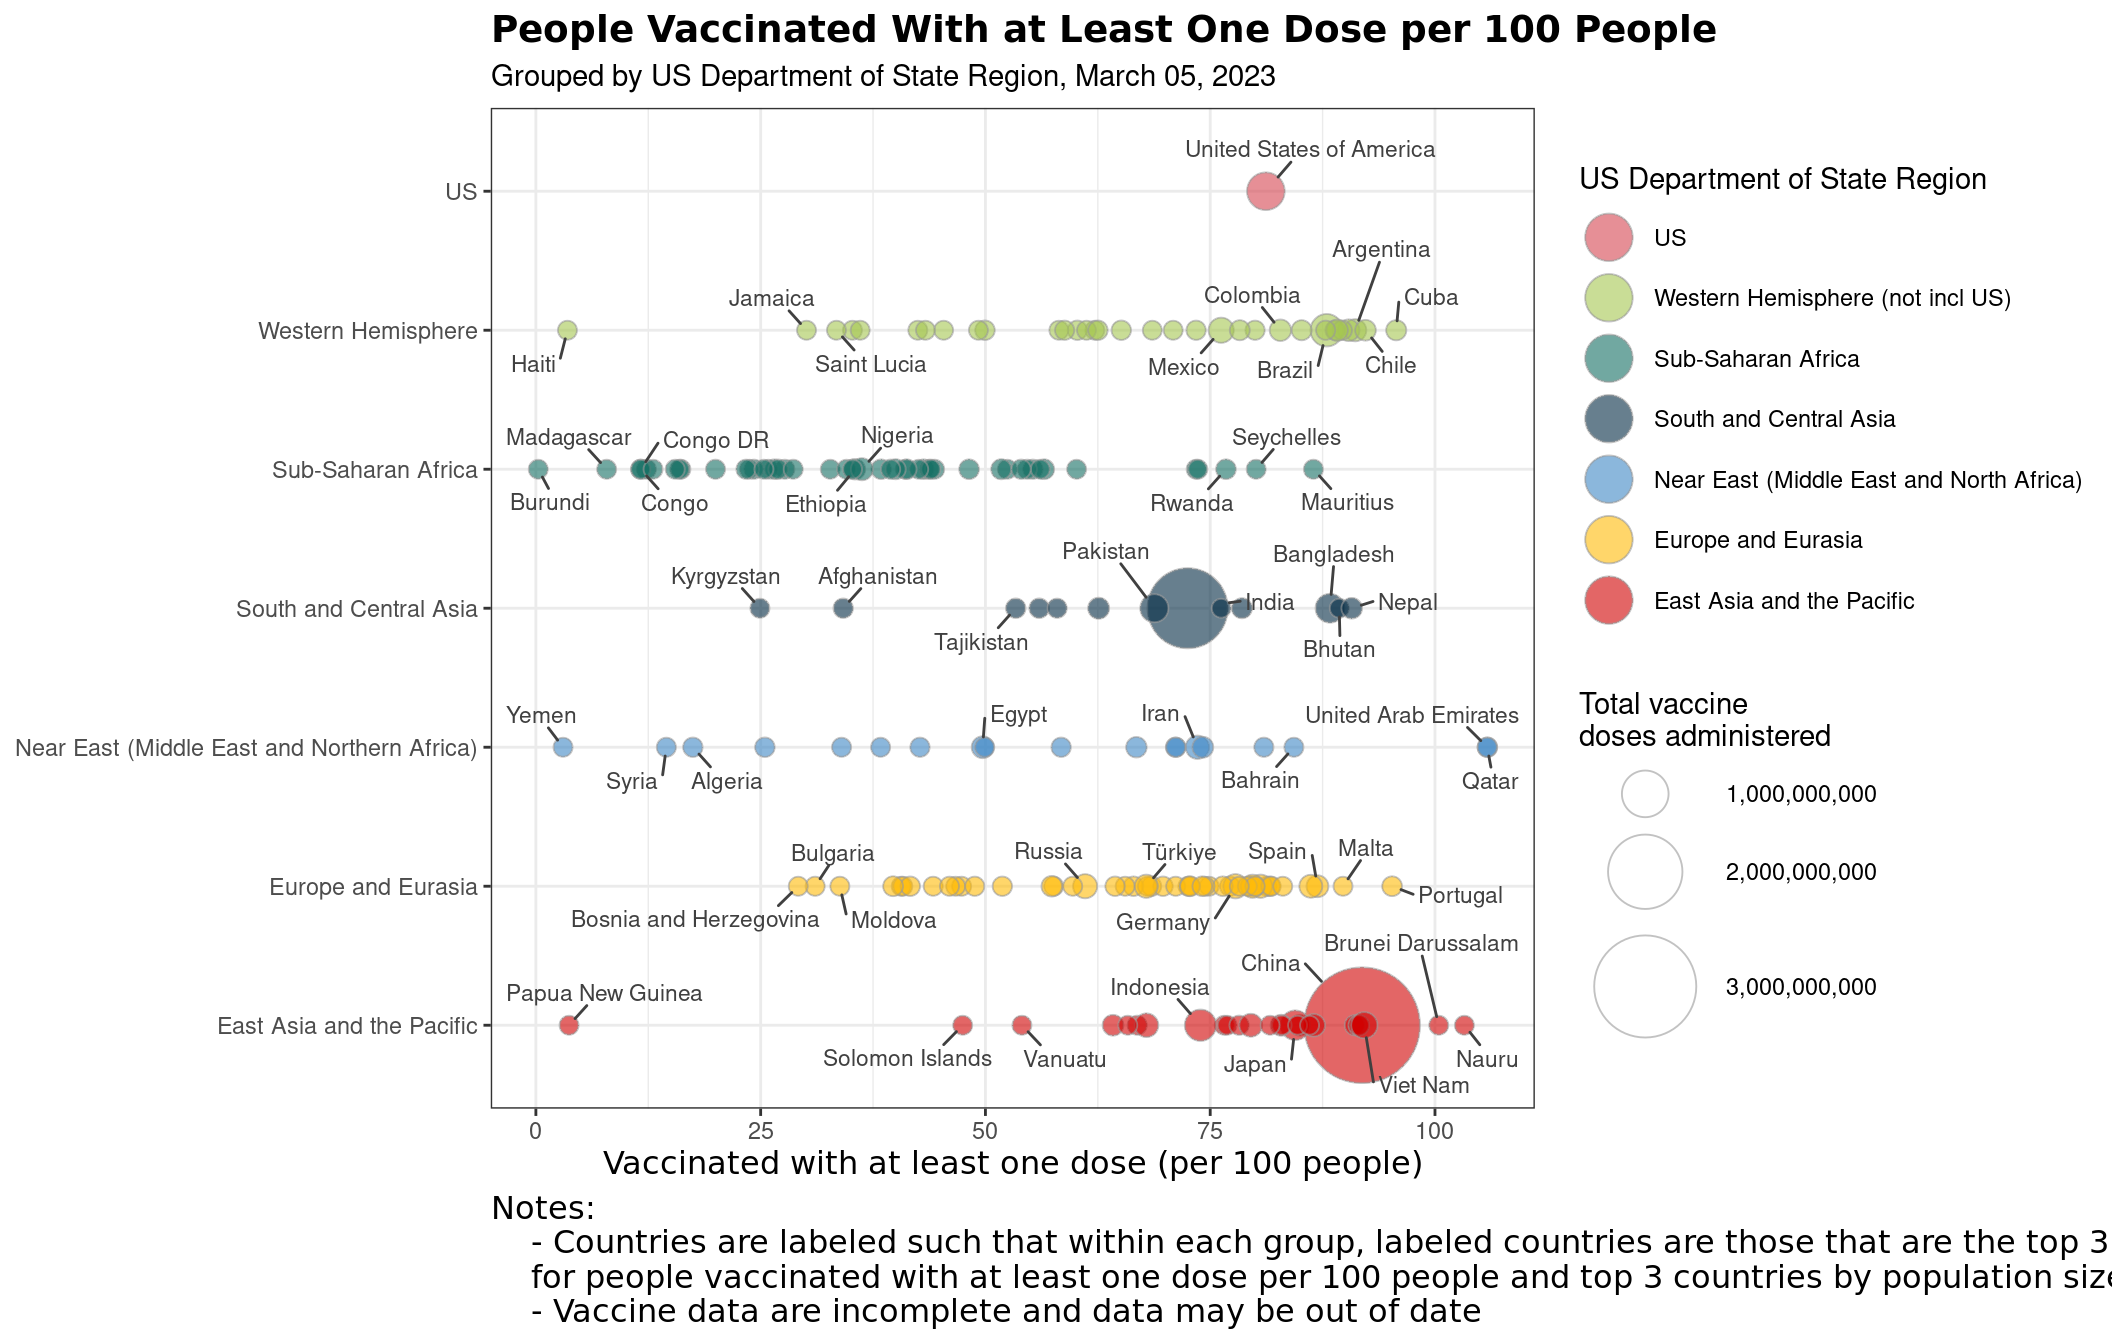 People Vaccinated With at Least One Dose per 100 People
Grouped by US Department of State Region, March 05, 2023
US
United States of America
Western Hemisphere
Haiti
Jamaica
Saint Lucia
Mexico
Colombia
Brazil
Argentina
Chile
Cuba
Sub-Saharan Africa
Madagascar
Burundi
Congo DR
Congo
Ethiopia
Nigeria
Rwanda
Seychelles
Mauritius
South and Central Asia
Kyrgyzstan
Afghanistan
Tajikistan
Pakistan
India
Bangladesh
Bhutan
Nepal
Near East (Middle East and Northern Africa)
Yemen
Syria
Algeria
Egypt
Iran
Bahrain
United Arab Emirates
Qatar
Europe and Eurasia
Bosnia and Herzegovina
Bulgaria
Moldova
Russia
Türkiye
Germany
Spain
Malta
Portugal
East Asia and the Pacific
Papua New Guinea
Solomon Islands
Vanuatu
Indonesia
Japan
China
Viet Nam
Brunei Darussalam
Nauru
0 25 50 75 100
Vaccinated with at least one dose (per 100 people)
US Department of State Region
US
Western Hemisphere (not incl US)
Sub-Saharan Africa
South and Central Asia
Near East (Middle East and North Africa)
Europe and Eurasia
East Asia and the Pacific
Total vaccine
doses administered
1,000,000,000
2,000,000,000
3,000,000,000
Notes:
- Countries are labeled such that within each group, labeled countries are those that are the top 3
for people vaccinated with at least one dose per 100 people and top 3 countries by population size
- Vaccine data are incomplete and data may be out of date